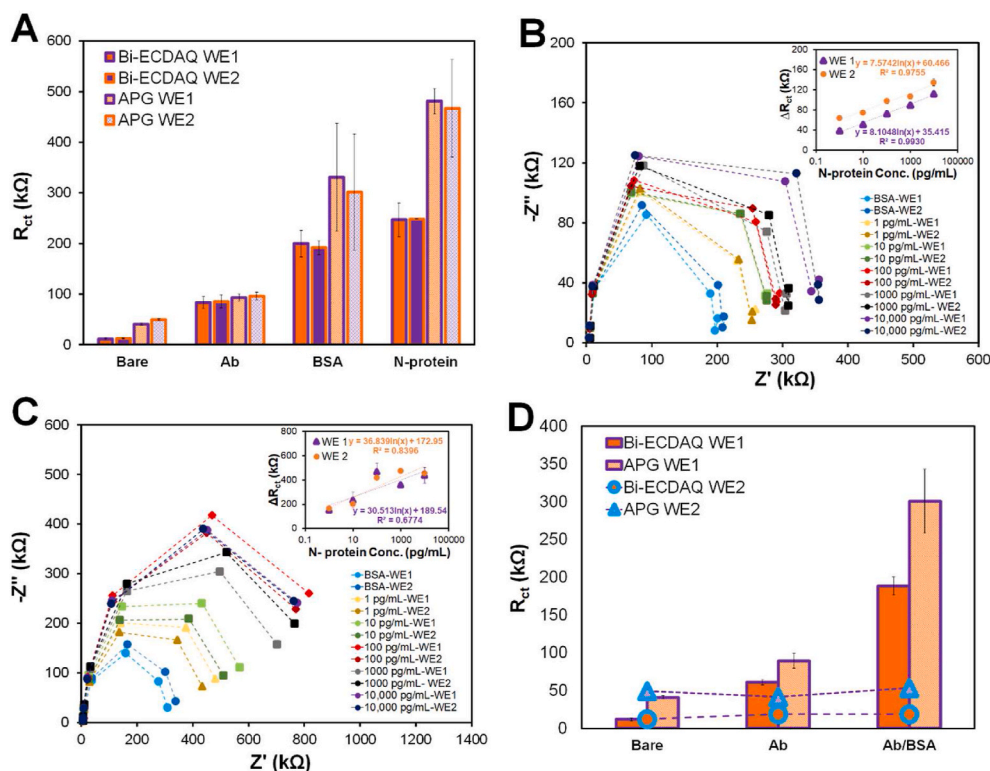 A
600
500
400
300
200
100
0
Rct (kΩ)
Bi-ECDAQ WE1
Bi-ECDAQ WE2
APG WE1
APG WE2
Bare
Ab
BSA
N-protein
B
200
160
120
80
40
0
-Z'' (kΩ)
0
100
200
300
400
500
Z' (kΩ)
WE 1
WE 2
y = 7.5742ln(x) + 60.466
R² = 0.9755
y = 8.1048ln(x) + 35.415
R² = 0.9930
200
160
120
80
40
0
ΔRct (kΩ)
0.1
10
1000
100000
N-protein Conc. (pg/mL)
BSA-WE1
BSA-WE2
1 pg/mL-WE1
1 pg/mL-WE2
10 pg/mL-WE1
10 pg/mL-WE2
100 pg/mL-WE1
100 pg/mL-WE2
1000 pg/mL-WE1
1000 pg/mL-WE2
10,000 pg/mL-WE1
10,000 pg/mL-WE2
C
600
500
400
300
200
100
0
-Z'' (kΩ)
0
200
400
600
800
1000
1200
1400
Z' (kΩ)
WE 1
WE 2
y = 36.839ln(x) + 172.95
R² = 0.8396
y = 30.513ln(x) + 189.54
R² = 0.6774
800
600
400
200
0
ΔRct (kΩ)
0.1
10
1000
100000
N- protein Conc. (pg/mL)
BSA-WE1
BSA-WE2
1 pg/mL-WE1
1 pg/mL-WE2
10 pg/mL-WE1
10 pg/mL-WE2
100 pg/mL-WE1
100 pg/mL-WE2
1000 pg/mL-WE1
1000 pg/mL- WE2
10,000 pg/mL-WE1
10,000 pg/mL-WE2
D
400
350
300
250
200
150
100
50
0
Rct (kΩ)
Bi-ECDAQ WE1
APG WE1
Bi-ECDAQ WE2
APG WE2
Bare
Ab
Ab/BSA